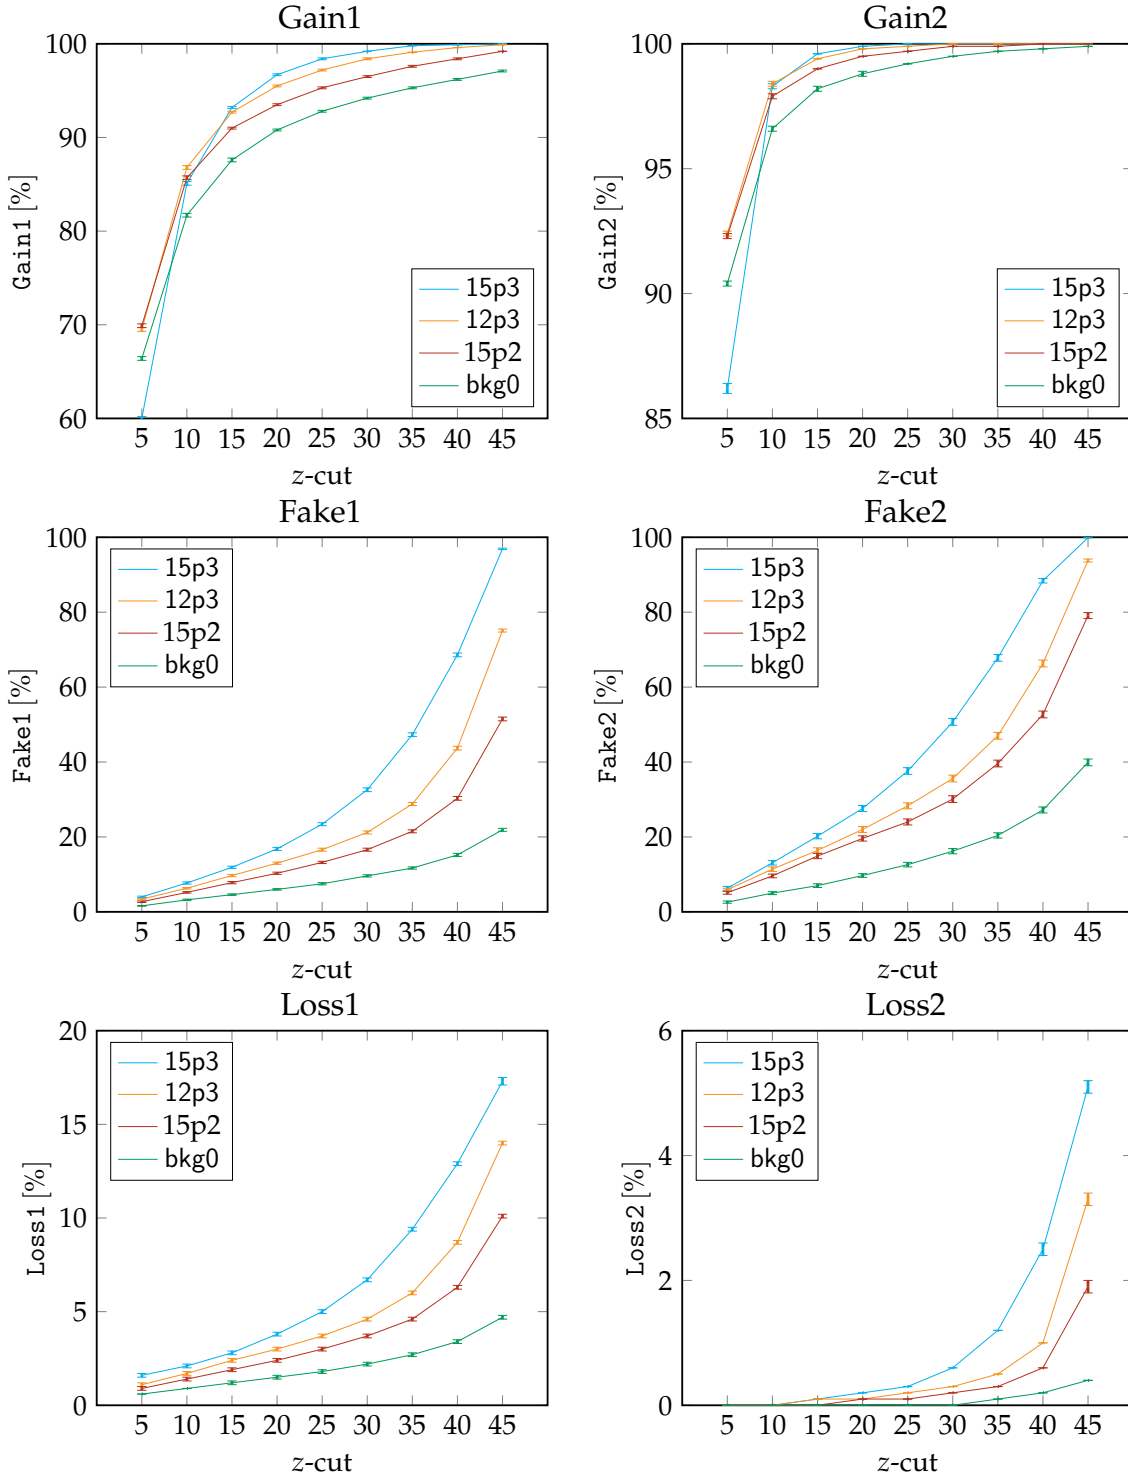 Gain1
100
90
80
70
60
Gain1 [%]
15p3
12p3
15p2
bkg0
5 10 15 20 25 30 35 40 45
z-cut
Gain2
100
95
90
85
Gain2 [%]
15p3
12p3
15p2
bkg0
5 10 15 20 25 30 35 40 45
z-cut
Fake1
100
80
60
40
20
0
Fake1 [%]
15p3
12p3
15p2
bkg0
5 10 15 20 25 30 35 40 45
z-cut
Fake2
100
80
60
40
20
0
Fake2 [%]
15p3
12p3
15p2
bkg0
5 10 15 20 25 30 35 40 45
z-cut
Loss1
20
15
10
5
0
Loss1 [%]
15p3
12p3
15p2
bkg0
5 10 15 20 25 30 35 40 45
z-cut
Loss2
6
4
2
0
Loss2 [%]
15p3
12p3
15p2
bkg0
5 10 15 20 25 30 35 40 45
z-cut